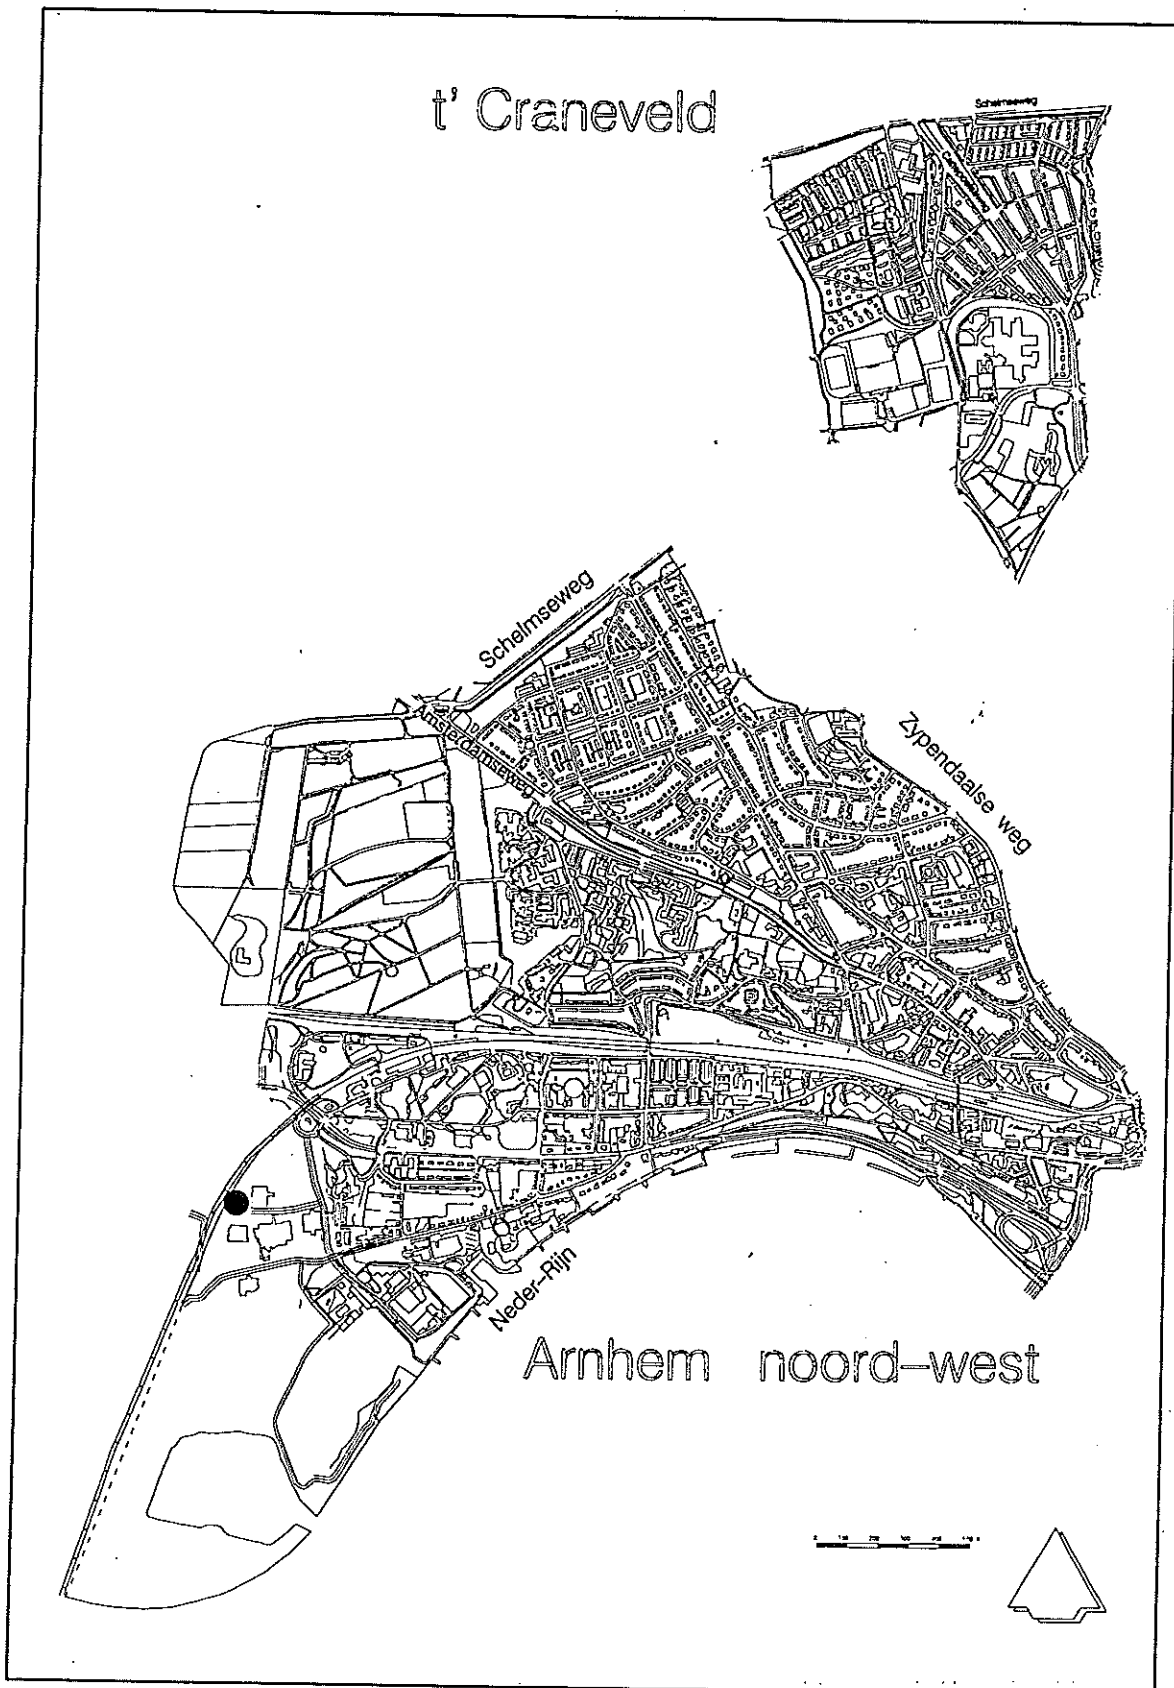 t' Craneveld
Schelmseweg
Schelmseweg
Amsterdamseweg
Zypendaalse weg
Neder-Rijn
Arnhem noord-west